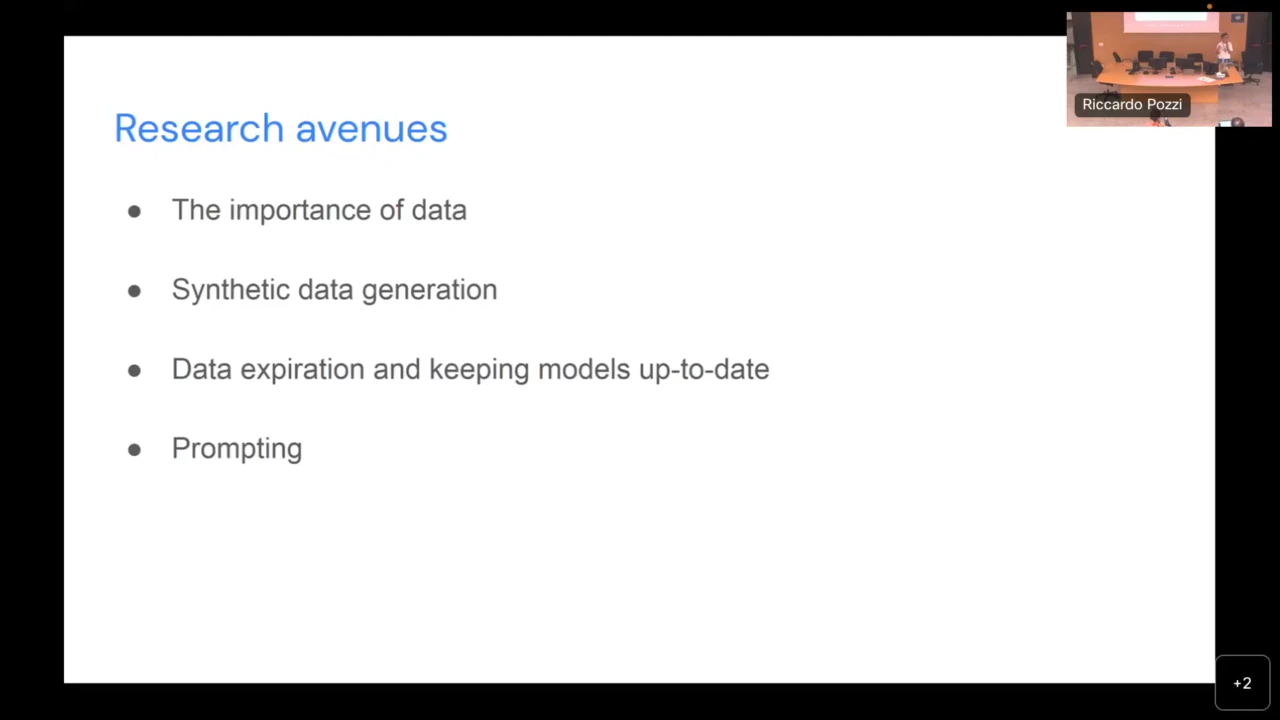 Research avenues
● The importance of data
● Synthetic data generation
● Data expiration and keeping models up-to-date
● Prompting
Riccardo Pozzi
+2